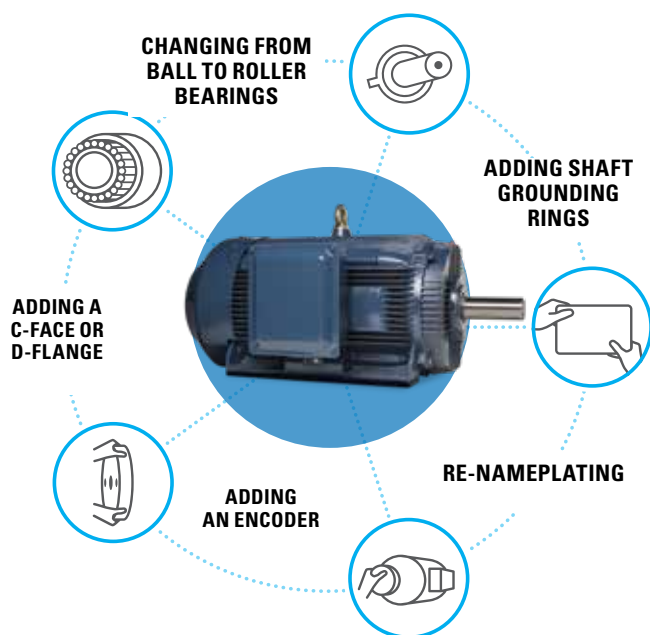 CHANGING FROM
BALL TO ROLLER
BEARINGS
ADDING SHAFT
GROUNDING
RINGS
ADDING A
C-FACE OR
D-FLANGE
RE-NAMEPLATING
ADDING
AN ENCODER